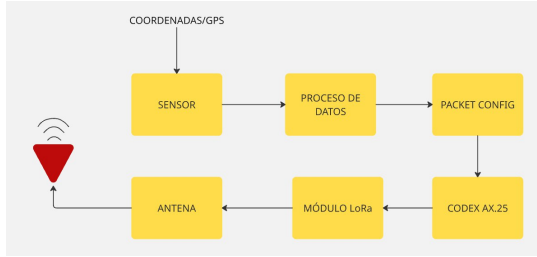 COORDENADAS/GPS
SENSOR
PROCESO DE
DATOS
PACKET CONFIG
ANTENA
MÓDULO LoRa
CODEX AX.25